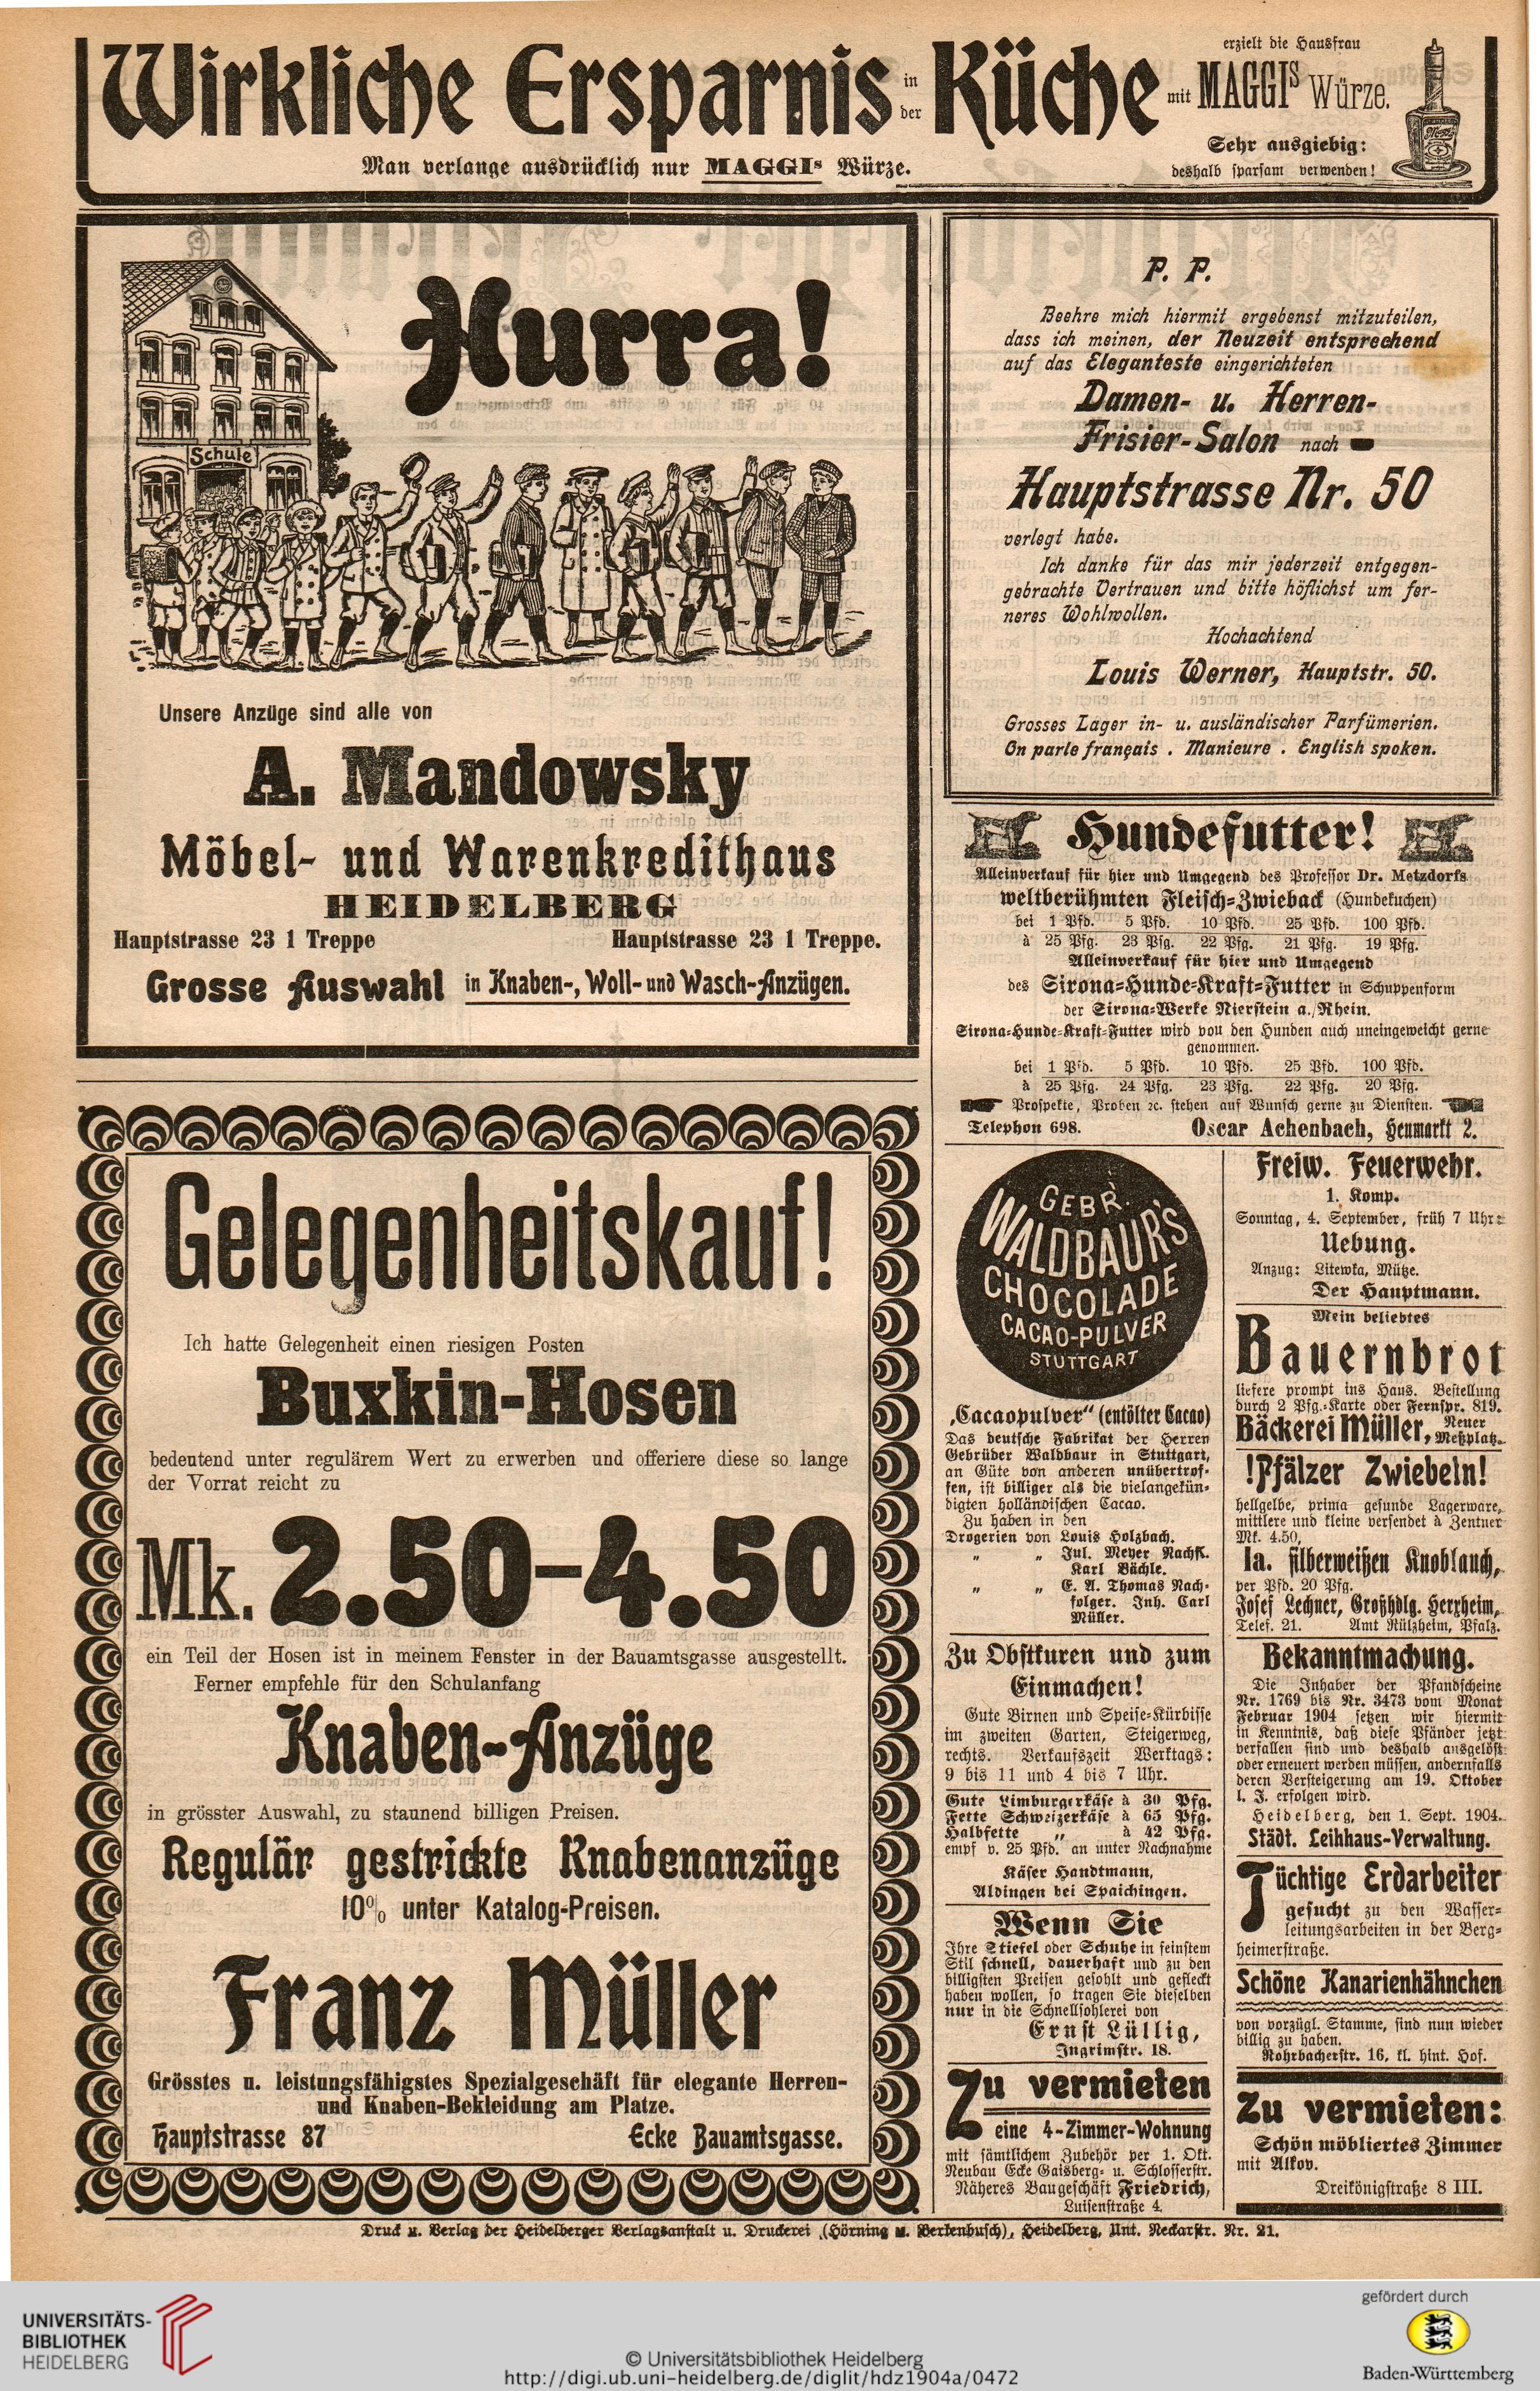 Wirkliche Ersparnis in der Küche mit MAGGIS Würze.
erzielt die Hausfrau
Sehr ausgiebig:
deshalb sparsam verwenden!
Man verlange ausdrücklich nur MAGGIs Würze.
Hurra!
Schule
Unsere Anzüge sind alle von
A. Mandowsky
Möbel- und Warenkredithaus
HEIDELBERG
Hauptstrasse 23 1 Treppe Hauptstrasse 23 1 Treppe.
Grosse Auswahl in Knaben-, Woll- und Wasch-Anzügen.
Gelegenheitskauf!
Ich hatte Gelegenheit einen riesigen Posten
Buxkin-Hosen
bedeutend unter regulärem Wert zu erwerben und offeriere diese so lange
der Vorrat reicht zu
Mk. 2.50-4.50
ein Teil der Hosen ist in meinem Fenster in der Bauamtsgasse ausgestellt.
Ferner empfehle für den Schulanfang
Knaben-Anzüge
in grösster Auswahl, zu staunend billigen Preisen.
Regulär gestrickte Knabenanzüge
10% unter Katalog-Preisen.
Franz Müller
Grösstes u. leistungsfähigstes Spezialgeschäft für elegante Herren-
und Knaben-Bekleidung am Platze.
Hauptstrasse 87 Ecke Bauamtsgasse.
P. P.
Beehre mich hiermit ergebenst mitzuteilen,
dass ich meinen, der Neuzeit entsprechend
auf das Eleganteste eingerichteten
Damen- u. Herren-
Frisier-Salon nach
Hauptstrasse Nr. 50
verlegt habe.
Ich danke für das mir jederzeit entgegen-
gebrachte Vertrauen und bitte höflichst um fer-
neres Wohlwollen.
Hochachtend
Louis Werner, Hauptstr. 50.
Grosses Lager in- u. ausländischer Parfümerien.
On parle français . Manicure . English spoken.
Hundefutter!
Alleinverkauf für hier und Umgegend des Professor Dr. Metzdorfs
weltberühmten Fleisch-Zwieback (Hundekuchen)
bei 1 Pfd. 5 Pfd. 10 Pfd. 25 Pfd. 100 Pfd.
à 25 Pfg. 23 Pfg. 22 Pfg. 21 Pfg. 19 Pfg.
Alleinverkauf für hier und Umgegend
des Sirona-Hunde-Kraft-Futter in Schuppenform
der Sirona-Werke Nierstein a./Rhein.
Sirona-Hunde-Kraft-Futter wird von den Hunden auch uneingeweicht gerne
genommen.
bei 1 Pfd. 5 Pfd. 10 Pfd. 25 Pfd. 100 Pfd.
à 25 Pfg. 24 Pfg. 23 Pfg. 22 Pfg. 20 Pfg.
Prospekte, Proben ꝛc. stehen auf Wunsch gerne zu Diensten.
Telephon 698. Oscar Achenbach, Heumarkt 2.
GEBR.
WALDBAUR'S
CHOCOLADE
CACAO-PULVER
STUTTGART
„Cacaopulver“ (entölter Cacao)
Das deutsche Fabrikat der Herren
Gebrüder Waldbaur in Stuttgart,
an Güte von anderen unübertrof-
fen, ist billiger als die vielangekün-
digten holländischen Cacao.
Zu haben in den
Drogerien von Louis Holzbach.
„ „ Jul. Meyer Nachf.
Karl Bächle.
„ „ E. A. Thomas Nach-
folger. Inh. Carl
Müller.
Zu Obstkuren und zum
Einmachen!
Gute Birnen und Speise-Kürbisse
im zweiten Garten, Steigerweg,
rechts. Verkaufszeit Werktags:
9 bis 11 und 4 bis 7 Uhr.
Gute Limburgerkäse à 30 Pfg.
Fette Schweizerkäse à 65 Pfg.
Halbfette „ à 42 Pfg.
empf v. 25 Pfd. an unter Nachnahme
Käser Handtmann,
Aldingen bei Spaichingen.
Wenn Sie
Ihre Stiefel oder Schuhe in feinstem
Stil schnell, dauerhaft und zu den
billigsten Preisen gesohlt und gefleckt
haben wollen, so tragen Sie dieselben
nur in die Schnellsohlerei von
Ernst Lüllig,
Ingrimstr. 18.
Zu vermieten
eine 4-Zimmer-Wohnung
mit sämtlichem Zubehör per 1. Okt.
Neubau Ecke Gaisberg- u. Schlosserstr.
Näheres Baugeschäft Friedrich,
Luisenstraße 4.
Freiw. Feuerwehr.
1. Komp.
Sonntag, 4. September, früh 7 Uhr:
Uebung.
Anzug: Litewka, Mütze.
Der Hauptmann.
Mein beliebtes
Bauernbrot
liefere prompt ins Haus. Bestellung
durch 2 Pfg.-Karte oder Fernspr. 819.
Bäckerei Müller, Neuer Meßplatz.
!Pfälzer Zwiebeln!
hellgelbe, prima gesunde Lagerware,
mittlere und kleine versendet à Zentner
Mk. 4.50,
Ia. silberweißen Knoblauch,
per Pfd. 20 Pfg.
Josef Lechner, Großhdlg. Herxheim,
Telef. 21. Amt Rülzheim, Pfalz.
Bekanntmachung.
Die Inhaber der Pfandscheine
Nr. 1769 bis Nr. 3473 vom Monat
Februar 1904 setzen wir hiermit
in Kenntnis, daß diese Pfänder jetzt
verfallen sind und deshalb ausgelöst
oder erneuert werden müssen, andernfalls
deren Versteigerung am 19. Oktober
l. J. erfolgen wird.
Heidelberg, den 1. Sept. 1904.
Städt. Leihhaus-Verwaltung.
Tüchtige Erdarbeiter
gesucht zu den Wasser-
leitungsarbeiten in der Berg-
heimerstraße.
Schöne Kanarienhähnchen
von vorzügl. Stamme, sind nun wieder
billig zu haben.
Rohrbacherstr. 16, kl. hint. Hof.
Zu vermieten:
Schön möbliertes Zimmer
mit Alkov.
Dreikönigstraße 8 III.
Druck u. Verlag der Heidelberger Verlagsanstalt u. Druckerei (Hörning u. Berkenbusch), Heidelberg, Unt. Neckarstr. Nr. 21.
UNIVERSITÄTS-
BIBLIOTHEK
HEIDELBERG
© Universitätsbibliothek Heidelberg
http://digi.ub.uni-heidelberg.de/diglit/hdz1904a/0472
gefördert durch
Baden-Württemberg